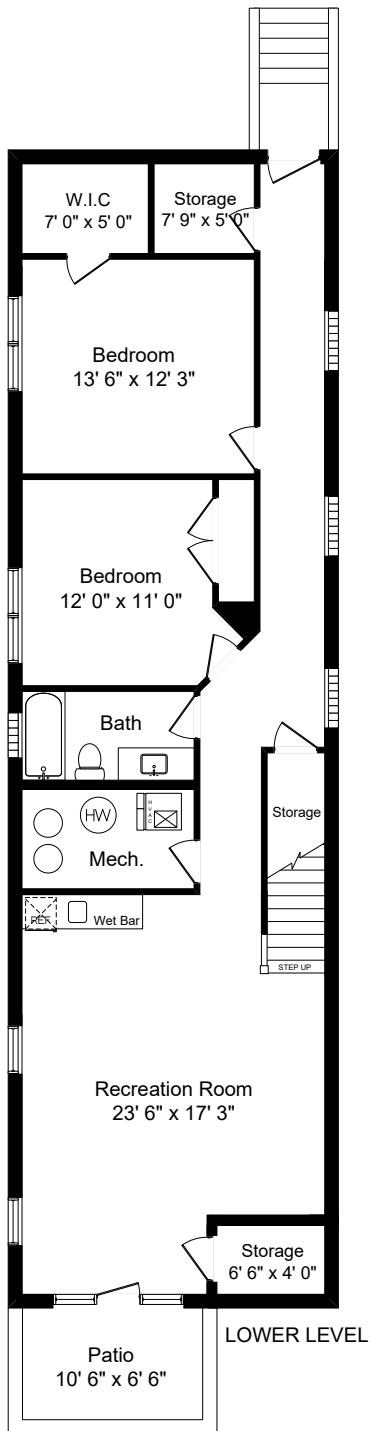 W.I.C
7' 0" x 5' 0"
Storage
7' 9" x 5' 0"
Bedroom
13' 6" x 12' 3"
Bedroom
12' 0" x 11' 0"
Bath
HW
HVAC
Mech.
Storage
REF
Wet Bar
STEP UP
Recreation Room
23' 6" x 17' 3"
Storage
6' 6" x 4' 0"
LOWER LEVEL
Patio
10' 6" x 6' 6"